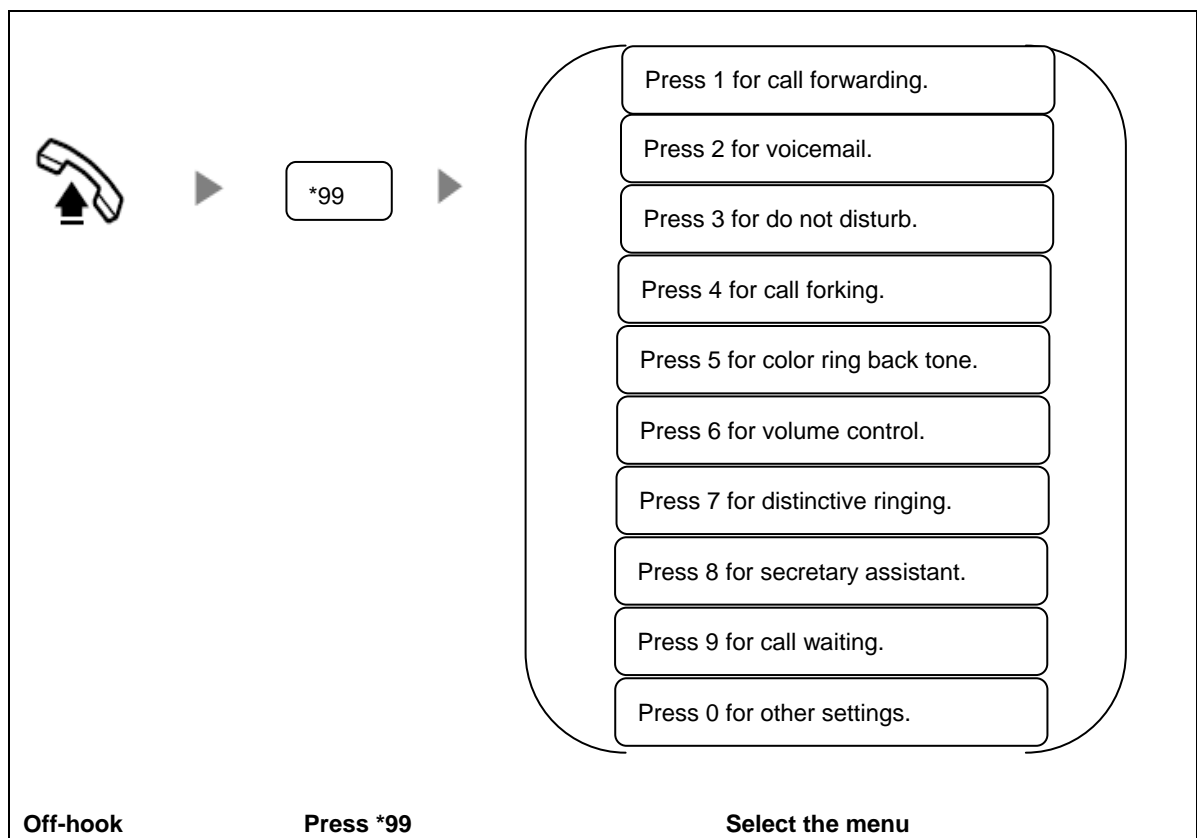 Press 1 for call forwarding.
Press 2 for voicemail.
*99
Press 3 for do not disturb.
Press 4 for call forking.
Press 5 for color ring back tone.
Press 6 for volume control.
Press 7 for distinctive ringing.
Press 8 for secretary assistant.
Press 9 for call waiting.
Press 0 for other settings.
Off-hook Press *99 Select the menu